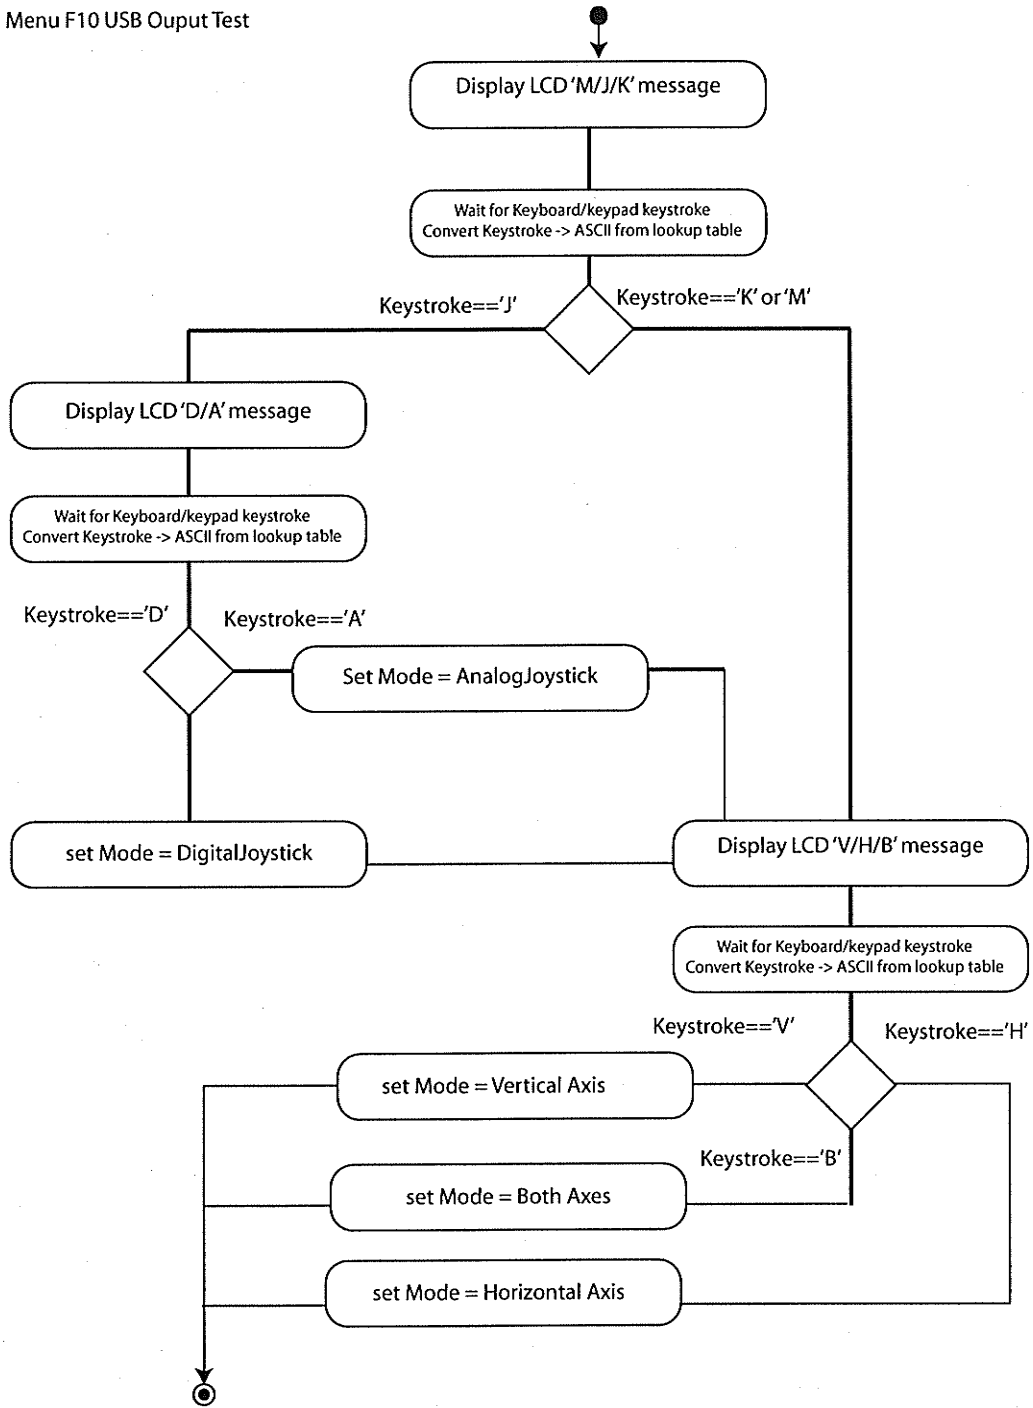 Menu F10 USB Ouput Test
Display LCD 'M/J/K' message
Wait for Keyboard/keypad keystroke
Convert Keystroke -> ASCII from lookup table
Keystroke=='J'
Keystroke=='K' or 'M'
Display LCD 'D/A' message
Wait for Keyboard/keypad keystroke
Convert Keystroke -> ASCII from lookup table
Keystroke=='D'
Keystroke=='A'
Set Mode = AnalogJoystick
set Mode = DigitalJoystick
Display LCD 'V/H/B' message
Wait for Keyboard/keypad keystroke
Convert Keystroke -> ASCII from lookup table
Keystroke=='V'
Keystroke=='H'
set Mode = Vertical Axis
Keystroke=='B'
set Mode = Both Axes
set Mode = Horizontal Axis